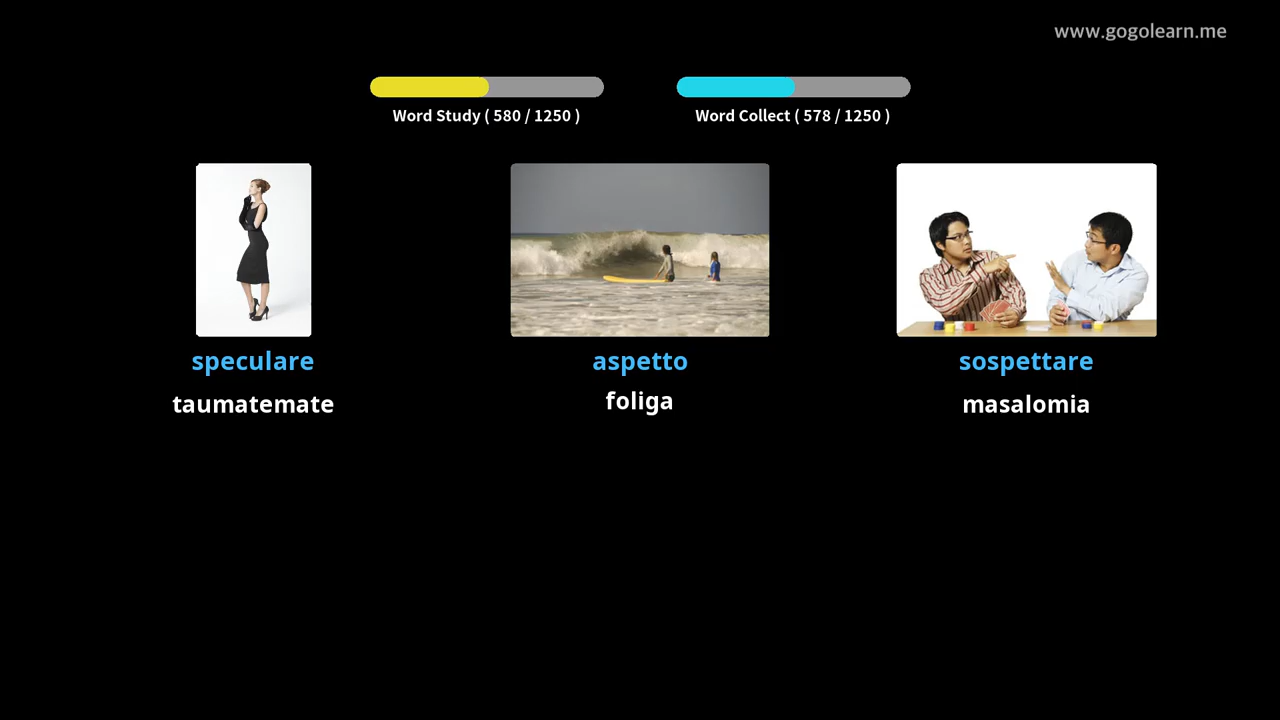 www.gogolearn.me
Word Study ( 580 / 1250 )
Word Collect ( 578 / 1250 )
speculare
aspetto
sospettare
taumatemate
foliga
masalomia